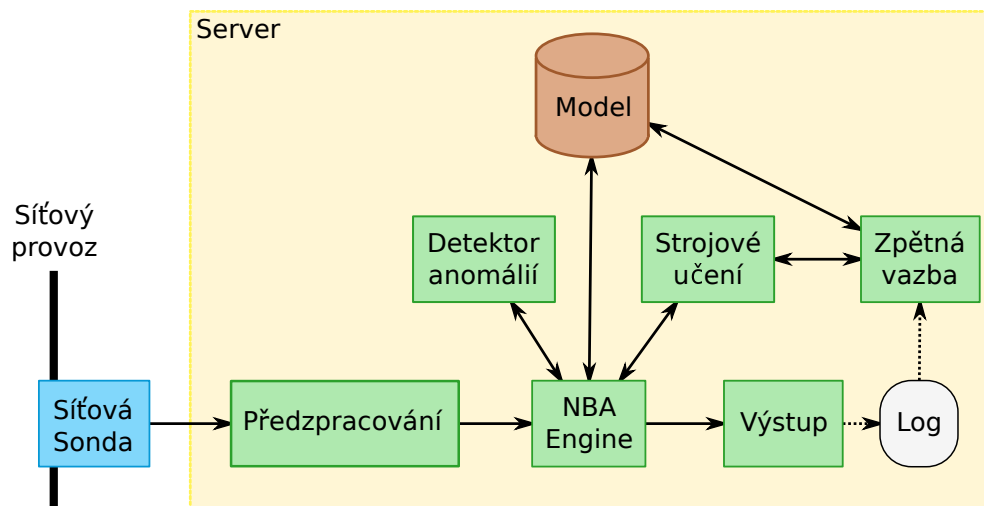 Server
Model
Síťový
provoz
Detektor
anomálií
Strojové
učení
Zpětná
vazba
Síťová
Sonda
Předzpracování
NBA
Engine
Výstup
Log